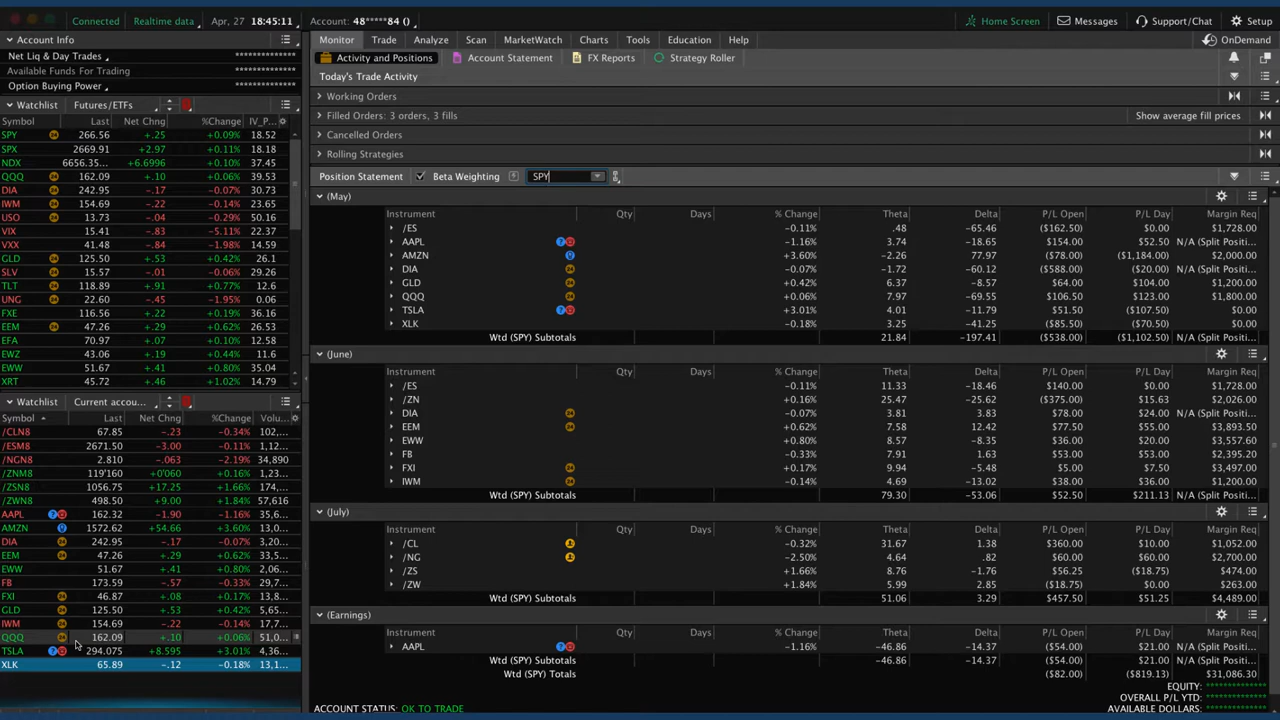 Connected Realtime data Apr, 27 18:45:11 Account: 48*****84 () Home Screen Messages Support/Chat Setup
Account Info
Net Liq & Day Trades **************
Available Funds For Trading **************
Option Buying Power **************
Watchlist Futures/ETFs
Symbol Last Net Chng %Change IV_P...
SPY 266.56 +.25 +0.09% 18.52
SPX 2669.91 +2.97 +0.11% 18.18
NDX 6656.35... +6.6996 +0.10% 37.45
QQQ 162.09 +.10 +0.06% 39.53
DIA 242.95 -.17 -0.07% 30.73
IWM 154.69 -.22 -0.14% 23.65
USO 13.73 -.04 -0.29% 50.16
VIX 15.41 -.83 -5.11% 22.37
VXX 41.48 -.84 -1.98% 14.59
GLD 125.50 +.53 +0.42% 26.1
SLV 15.57 -.01 -0.06% 29.26
TLT 118.89 +.91 +0.77% 12.6
UNG 22.60 -.45 -1.95% 0.06
FXE 116.56 +.22 +0.19% 36.16
EEM 47.26 +.29 +0.62% 26.53
EFA 70.97 +.07 +0.10% 12.58
EWZ 43.06 +.19 +0.44% 11.6
EWW 51.67 +.41 +0.80% 35.04
XRT 45.72 +.46 +1.02% 14.79
Watchlist Current accou...
Symbol Last Net Chng %Change Volu...
/CLN8 67.85 -.23 -0.34% 102,...
/ESM8 2671.50 -3.00 -0.11% 1,12...
/NGN8 2.810 -.063 -2.19% 34,890
/ZNM8 119'160 +0'060 +0.16% 1,23...
/ZSN8 1056.75 +17.25 +1.66% 174,...
/ZWN8 498.50 +9.00 +1.84% 57,616
AAPL 162.32 -1.90 -1.16% 35,6...
AMZN 1572.62 +54.66 +3.60% 13,0...
DIA 242.95 -.17 -0.07% 3,20...
EEM 47.26 +.29 +0.62% 53,9...
EWW 51.67 +.41 +0.80% 2,06...
FB 173.59 -.57 -0.33% 29,7...
FXI 46.87 +.08 +0.17% 13,8...
GLD 125.50 +.53 +0.42% 5,65...
IWM 154.69 -.22 -0.14% 17,7...
QQQ 162.09 +.10 +0.06% 51,0...
TSLA 294.075 +8.595 +3.01% 4,36...
XLK 65.89 -.12 -0.18% 13,1...
Monitor Trade Analyze Scan MarketWatch Charts Tools Education Help OnDemand
Activity and Positions Account Statement FX Reports Strategy Roller
Today's Trade Activity
Working Orders
Filled Orders: 3 orders, 3 fills Show average fill prices
Cancelled Orders
Rolling Strategies
Position Statement Beta Weighting SPY
(May)
Instrument Qty Days % Change Theta Delta P/L Open P/L Day Margin Req
/ES -0.11% .48 -65.46 ($162.50) $0.00 $1,728.00
AAPL -1.16% 3.74 -18.65 $154.00 $52.50 N/A (Split Positi...
AMZN +3.60% -2.26 77.97 ($78.00) ($1,184.00) $2,000.00
DIA -0.07% -1.72 -60.12 ($588.00) ($20.00) N/A (Split Positi...
GLD +0.42% 6.37 -8.57 $64.00 $104.00 $1,200.00
QQQ +0.06% 7.97 -69.55 $106.50 $123.00 $1,800.00
TSLA +3.01% 4.01 -11.79 $51.50 ($107.50) $0.00
XLK -0.18% 3.25 -41.25 ($85.50) ($70.50) $0.00
Wtd (SPY) Subtotals 21.84 -197.41 ($538.00) ($1,102.50) N/A (Split Positi...
(June)
Instrument Qty Days % Change Theta Delta P/L Open P/L Day Margin Req
/ES -0.11% 11.33 -18.46 $140.00 $0.00 $1,728.00
/ZN +0.16% 25.47 -25.62 ($375.00) $15.63 $2,026.00
DIA -0.07% 3.81 3.83 $78.00 $24.00 N/A (Split Positi...
EEM +0.62% 7.58 12.42 $77.50 $55.00 $3,893.50
EWW +0.80% 8.57 -8.35 $36.00 $20.00 $3,557.60
FB -0.33% 7.91 1.63 $53.00 $53.00 $2,395.20
FXI +0.17% 9.94 -5.48 $5.00 $7.50 $3,497.00
IWM -0.14% 4.69 -13.02 $38.00 $36.00 $1,000.00
Wtd (SPY) Subtotals 79.30 -53.06 $52.50 $211.13 N/A (Split Positi...
(July)
Instrument Qty Days % Change Theta Delta P/L Open P/L Day Margin Req
/CL -0.32% 31.67 1.38 $360.00 $10.00 $1,052.00
/NG -2.50% 4.64 .82 $60.00 $60.00 $2,700.00
/ZS +1.66% 8.76 -1.76 $56.25 ($18.75) $474.00
/ZW +1.84% 5.99 2.85 ($18.75) $0.00 $263.00
Wtd (SPY) Subtotals 51.06 3.29 $457.50 $51.25 $4,489.00
(Earnings)
Instrument Qty Days % Change Theta Delta P/L Open P/L Day Margin Req
AAPL -1.16% -46.86 -14.37 ($54.00) $21.00 N/A (Split Positi...
Wtd (SPY) Subtotals -46.86 -14.37 ($54.00) $21.00 N/A (Split Positi...
Wtd (SPY) Totals ($82.00) ($819.13) $31,086.30
EQUITY: **************
OVERALL P/L YTD: **************
ACCOUNT STATUS: OK TO TRADE AVAILABLE DOLLARS: **************